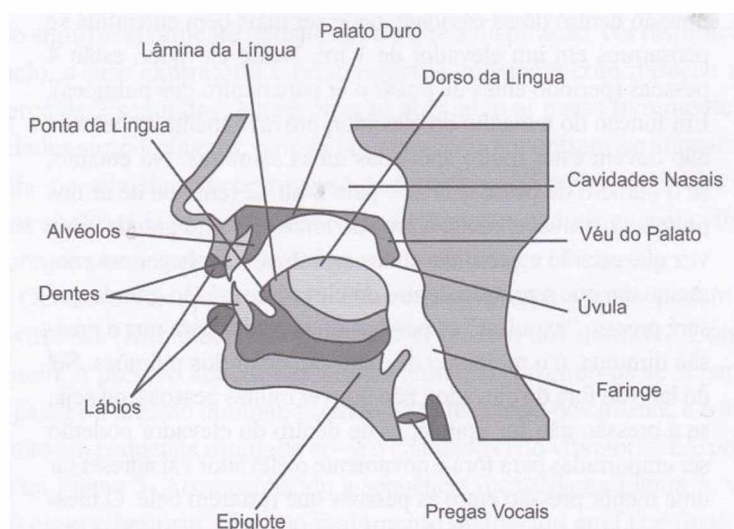 Palato Duro
Lâmina da Língua
Dorso da Língua
Ponta da Língua
Cavidades Nasais
Alvéolos
Véu do Palato
Dentes
Úvula
Faringe
Lábios
Pregas Vocais
Epiglote